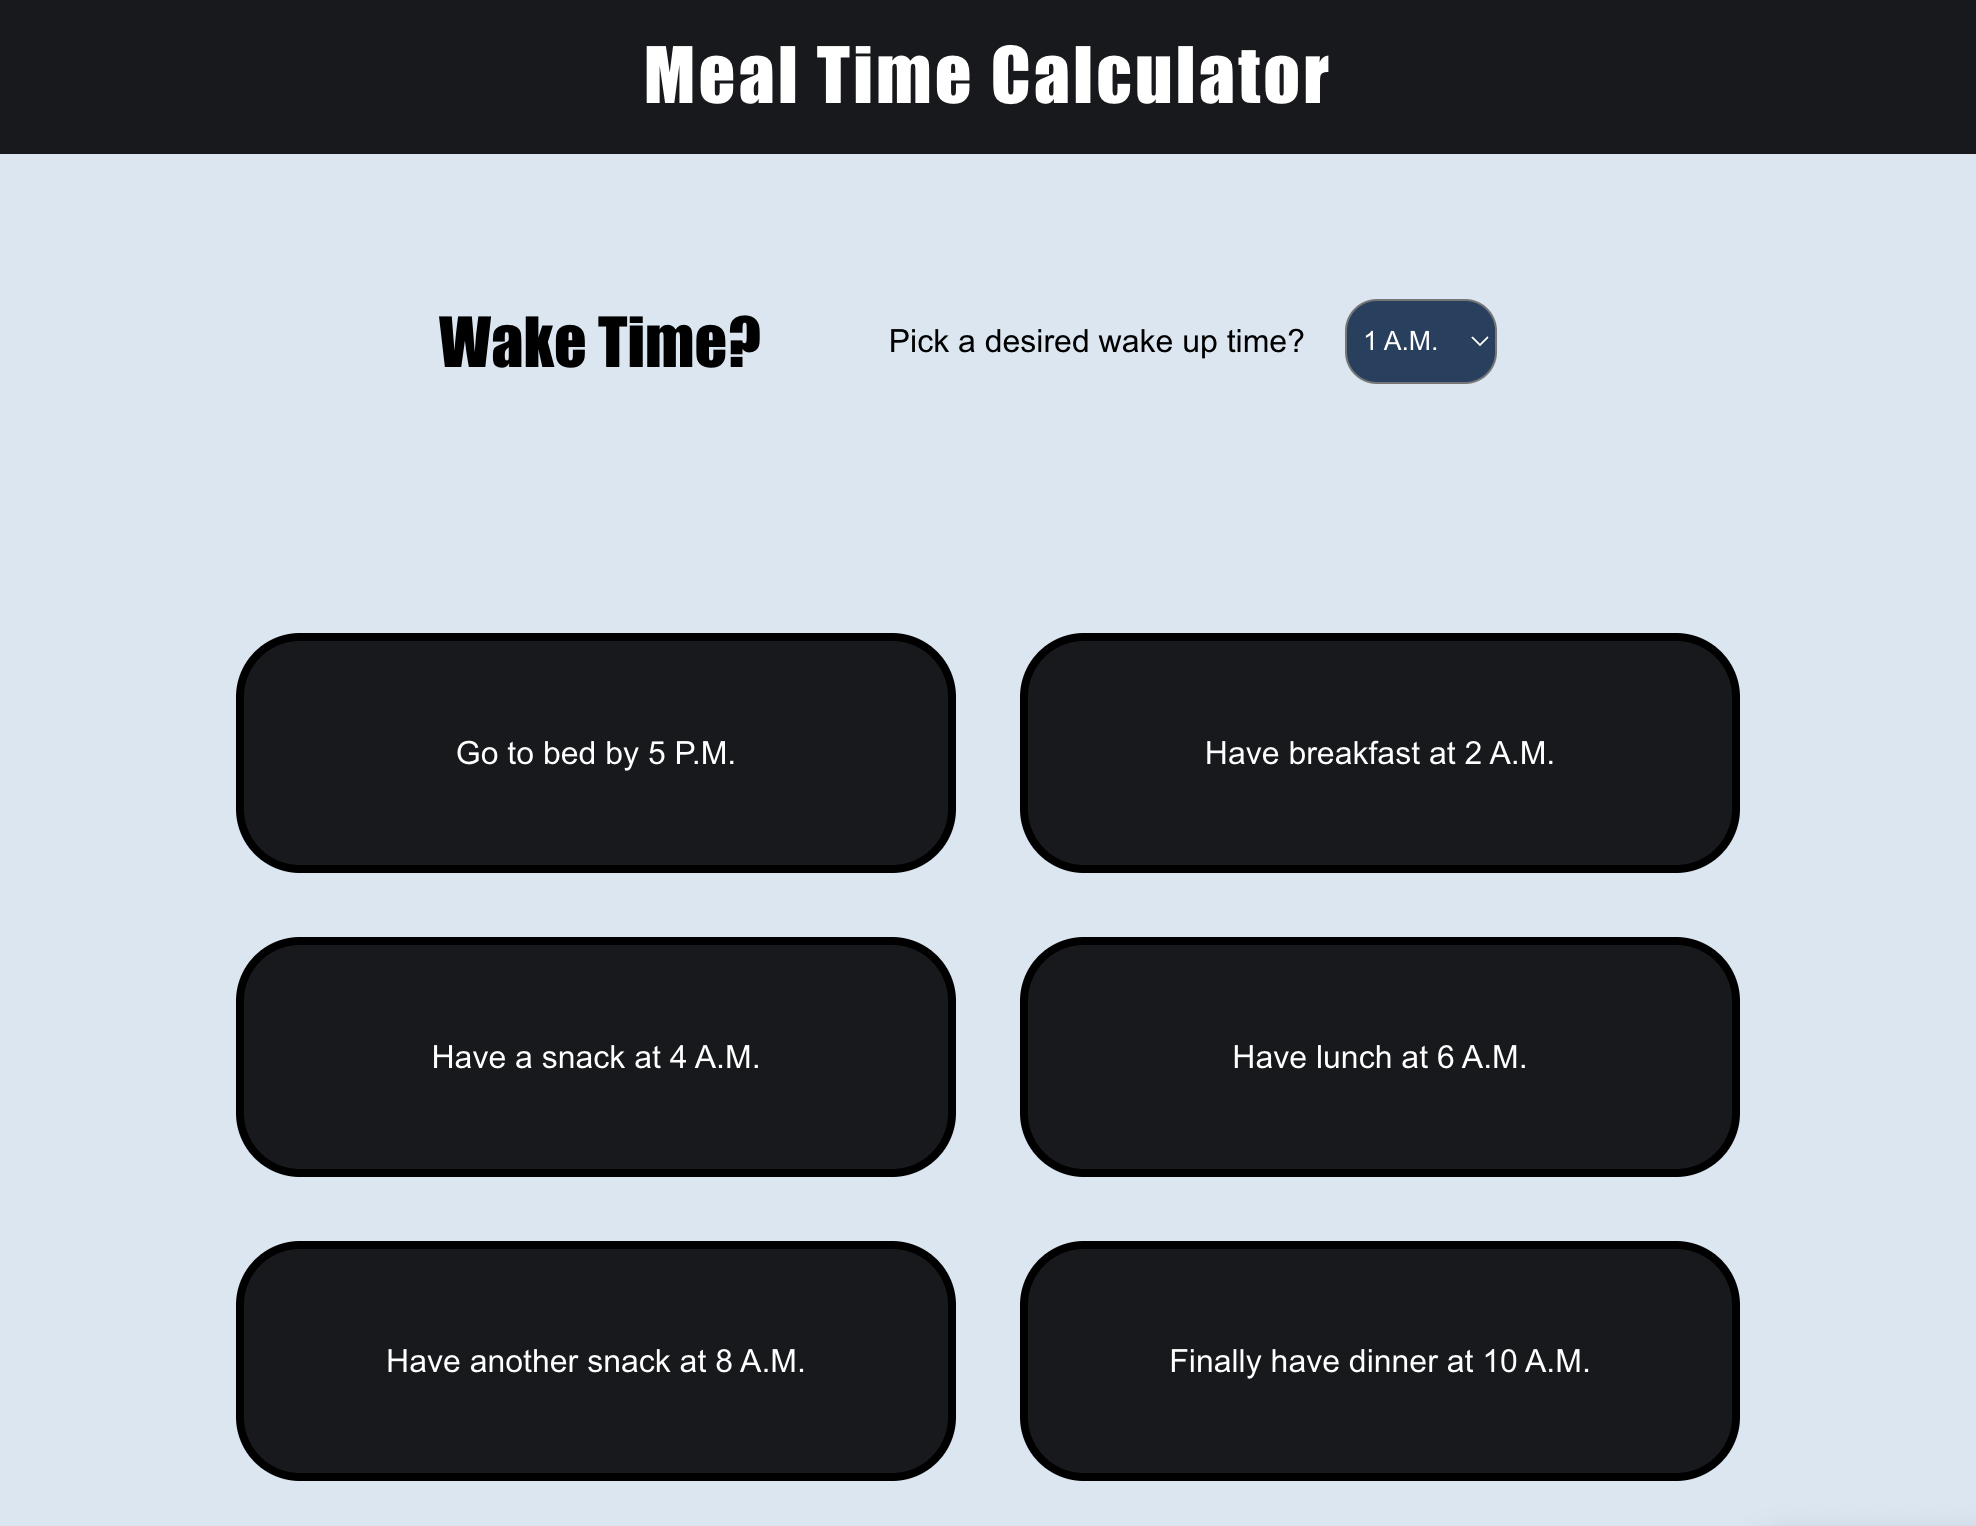 Meal Time Calculator
Wake Time?
Pick a desired wake up time?
1 A.M.
Go to bed by 5 P.M.
Have breakfast at 2 A.M.
Have a snack at 4 A.M.
Have lunch at 6 A.M.
Have another snack at 8 A.M.
Finally have dinner at 10 A.M.